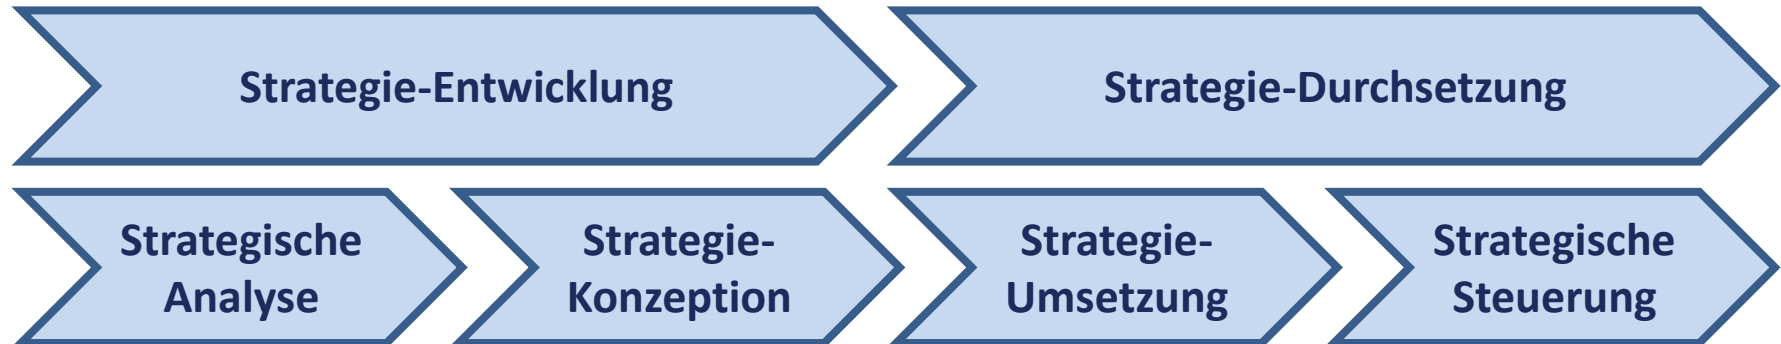 Strategie-Entwicklung
Strategie-Durchsetzung
Strategische
Analyse
Strategie-
Konzeption
Strategie-
Umsetzung
Strategische
Steuerung